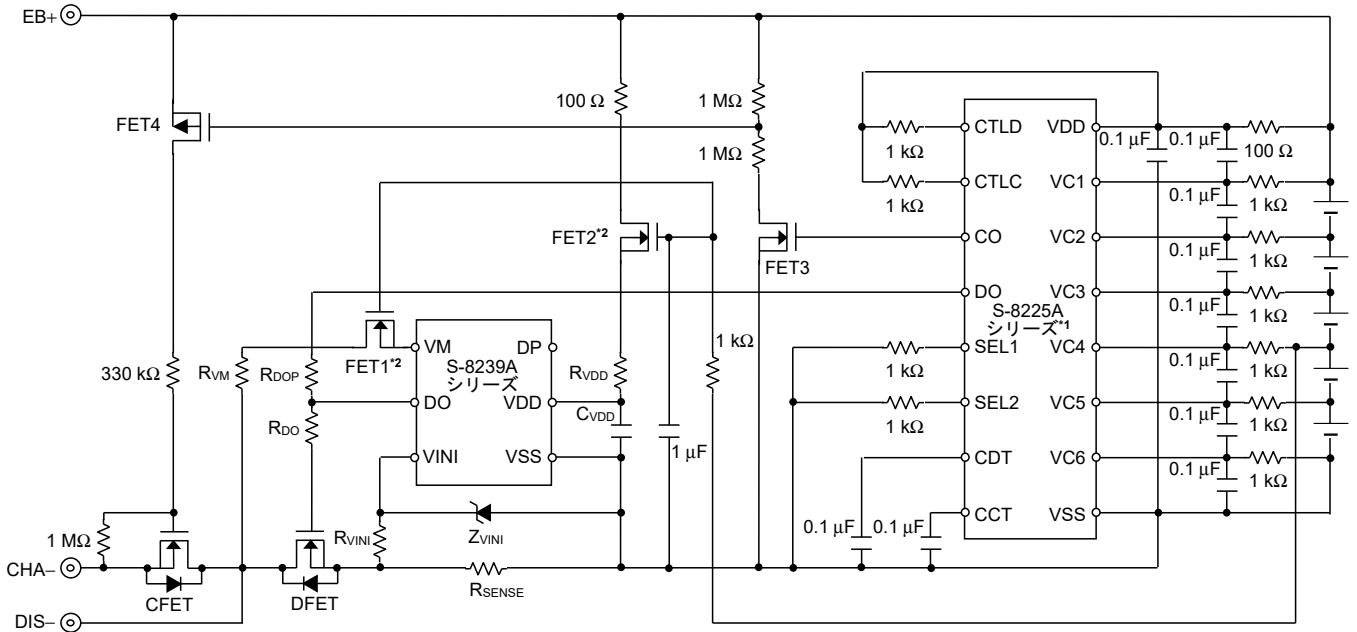 EB+
FET4
330 kΩ
1 MΩ
CHA−
CFET
DIS−
RVM
RDOP
RDO
FET1*2
VM
DP
S-8239A
シリーズ
DO
VDD
VINI
VSS
RVINI
ZVINI
DFET
RSENSE
100 Ω
FET2*2
RVDD
CVDD
1 µF
1 kΩ
1 MΩ
1 MΩ
FET3
1 kΩ
1 kΩ
1 kΩ
1 kΩ
0.1 µF
0.1 µF
CTLD
CTLC
CO
DO
SEL1
SEL2
CDT
CCT
S-8225A
シリーズ*1
VDD
VC1
VC2
VC3
VC4
VC5
VC6
VSS
0.1 µF
0.1 µF
100 Ω
0.1 µF
1 kΩ
0.1 µF
1 kΩ
0.1 µF
1 kΩ
0.1 µF
1 kΩ
0.1 µF
1 kΩ
0.1 µF
1 kΩ